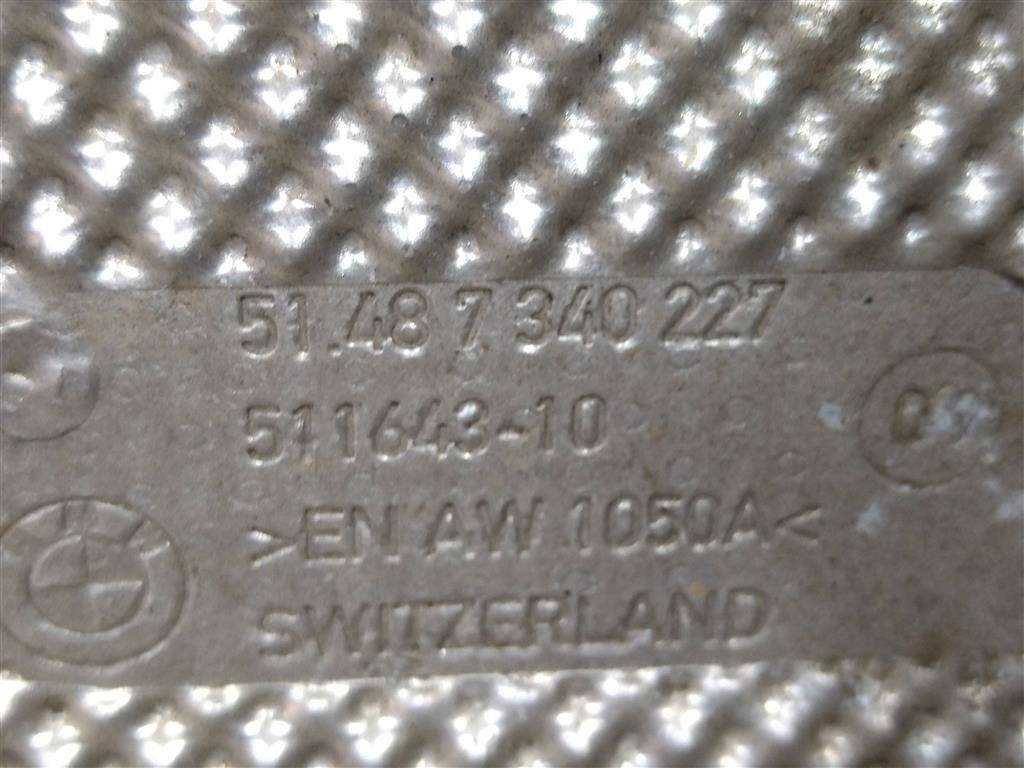 51.48 7 340 227
511643-10
>EN AW 1050A<
SWITZERLAND